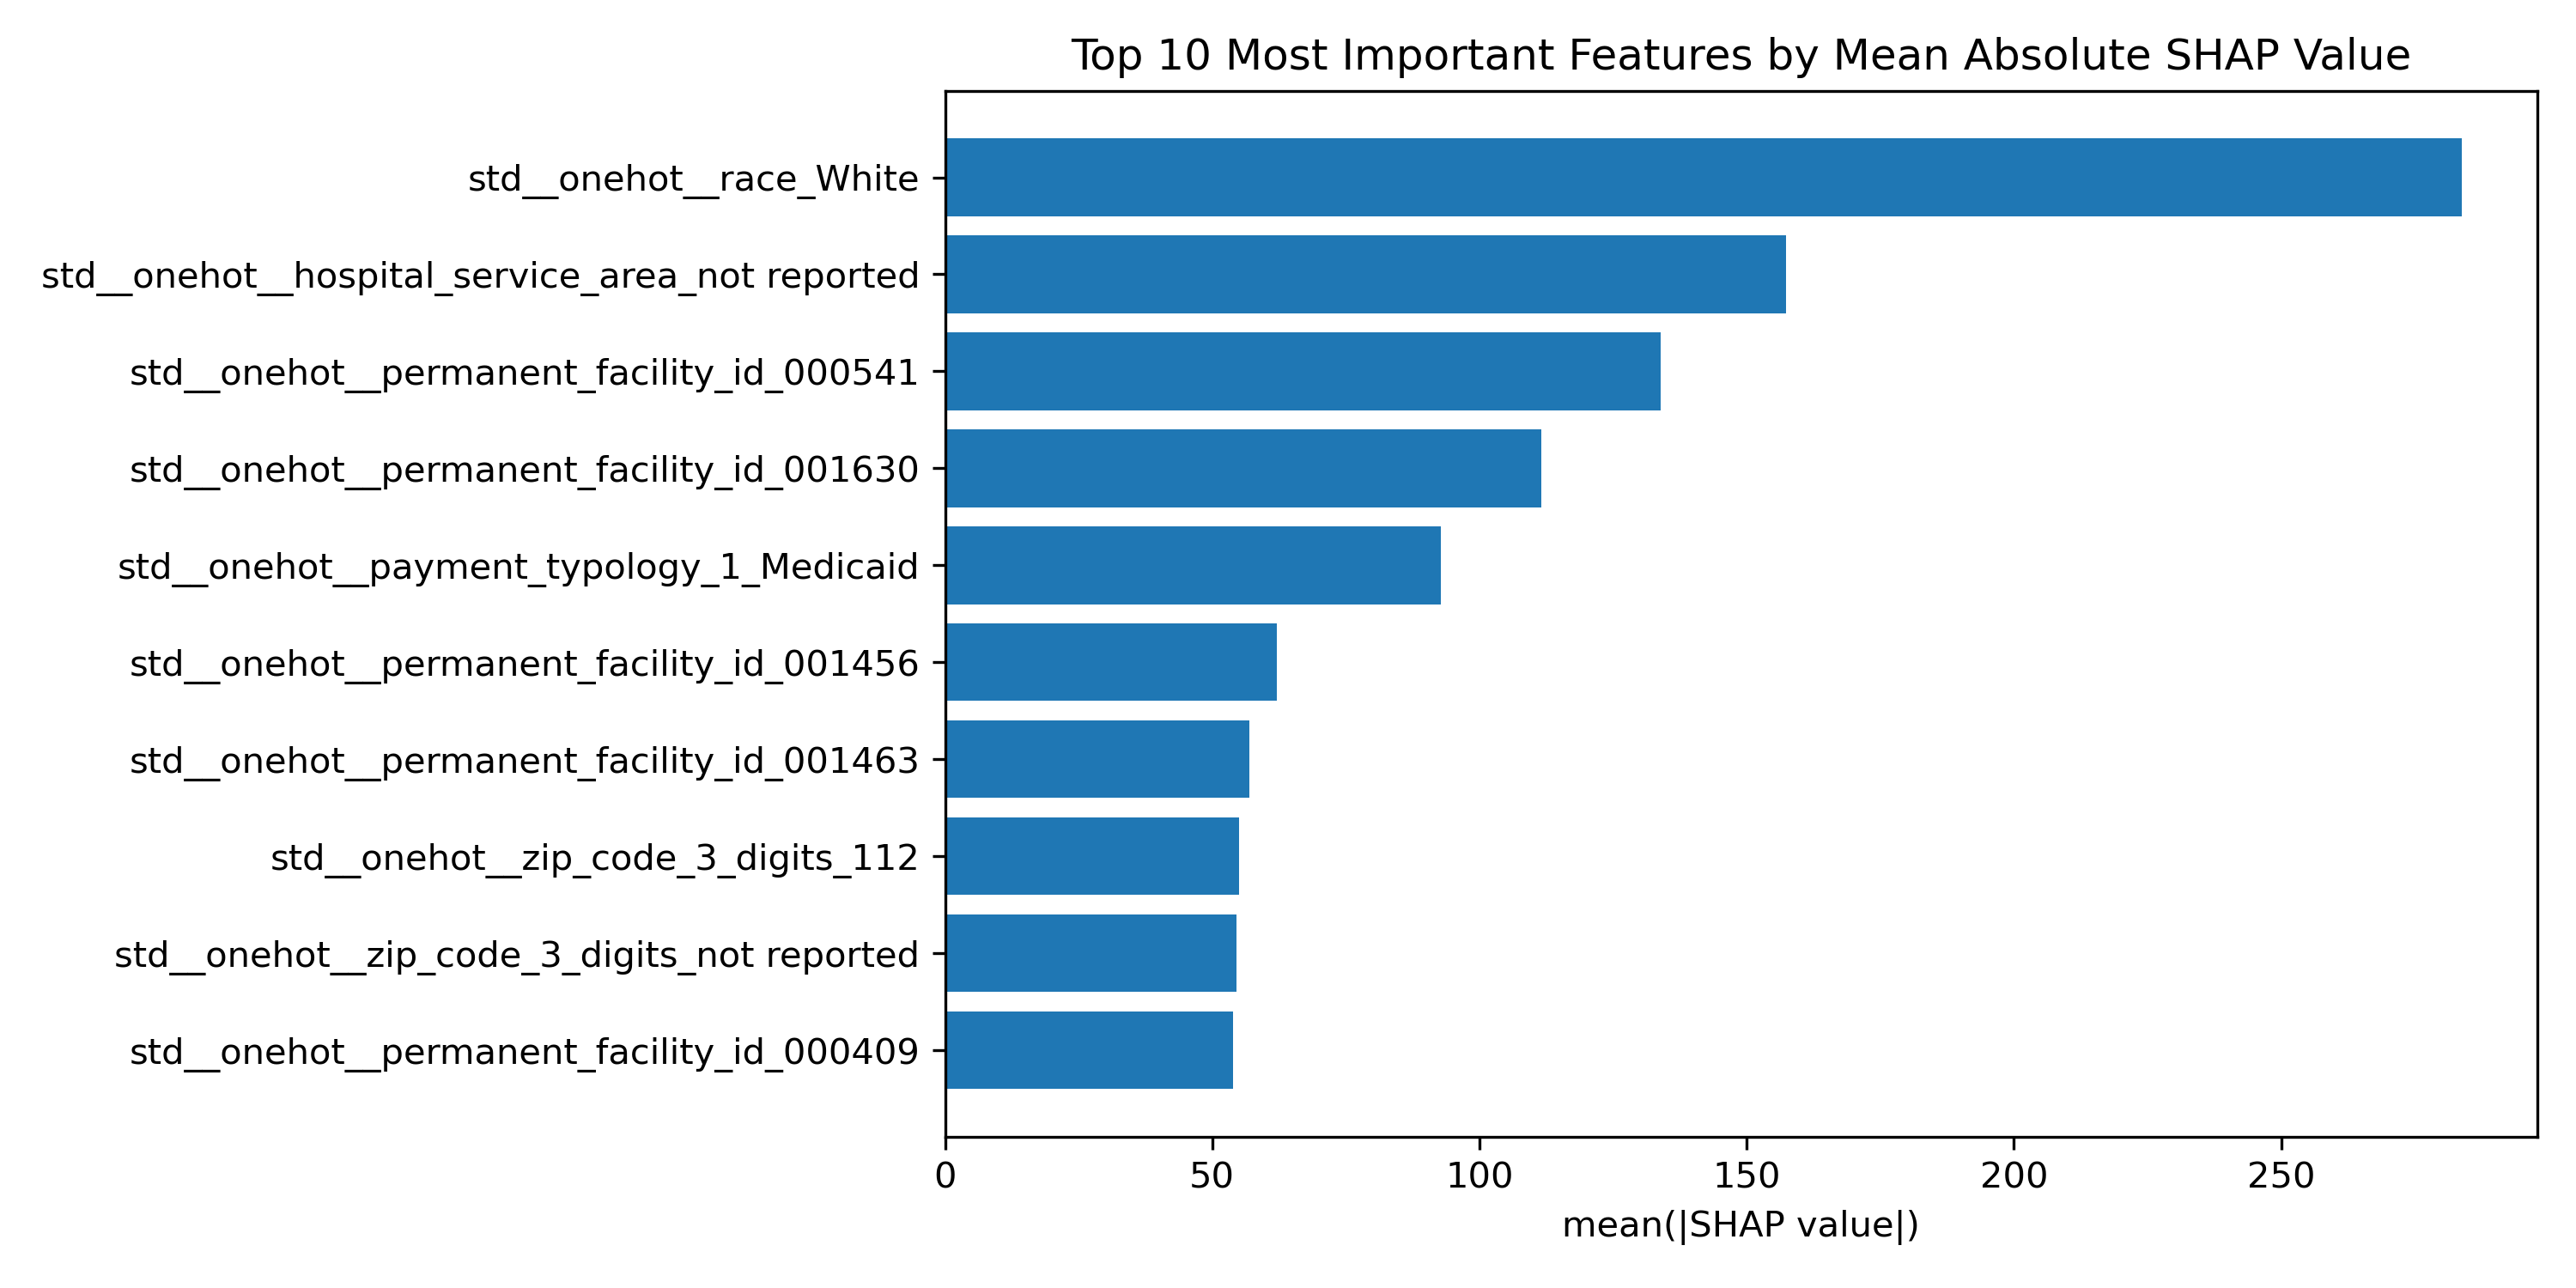 Top 10 Most Important Features by Mean Absolute SHAP Value
std__onehot__race_White
std__onehot__hospital_service_area_not reported
std__onehot__permanent_facility_id_000541
std__onehot__permanent_facility_id_001630
std__onehot__payment_typology_1_Medicaid
std__onehot__permanent_facility_id_001456
std__onehot__permanent_facility_id_001463
std__onehot__zip_code_3_digits_112
std__onehot__zip_code_3_digits_not reported
std__onehot__permanent_facility_id_000409
0 50 100 150 200 250
mean(|SHAP value|)